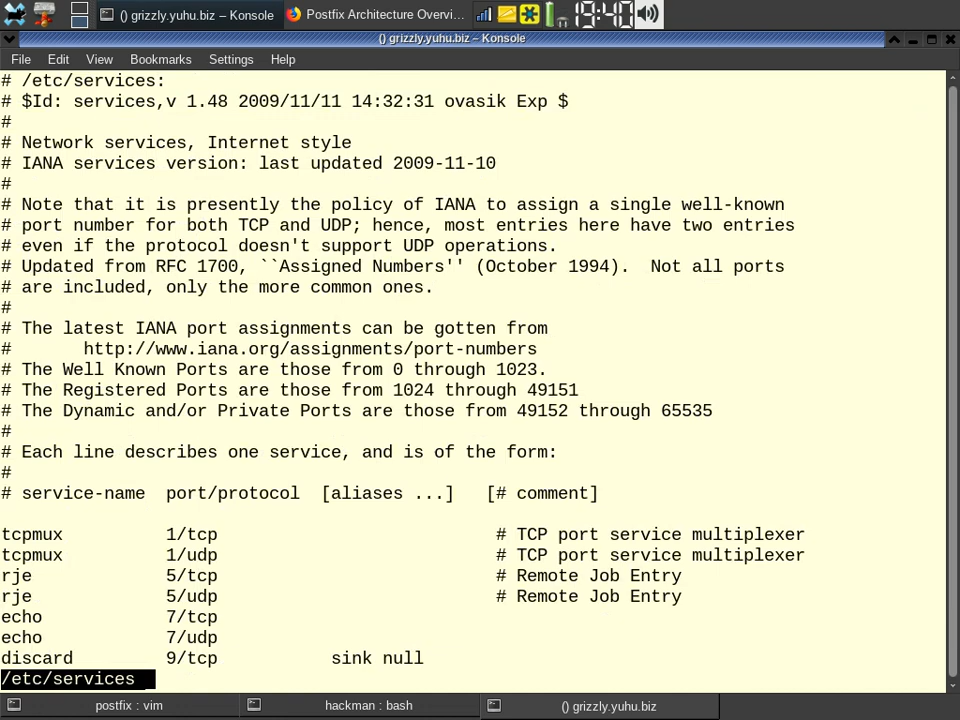 () grizzly.yuhu.biz – Konsole
Postfix Architecture Overvi...
19:40
() grizzly.yuhu.biz – Konsole
File Edit View Bookmarks Settings Help
# /etc/services:
# $Id: services,v 1.48 2009/11/11 14:32:31 ovasik Exp $
#
# Network services, Internet style
# IANA services version: last updated 2009-11-10
#
# Note that it is presently the policy of IANA to assign a single well-known
# port number for both TCP and UDP; hence, most entries here have two entries
# even if the protocol doesn't support UDP operations.
# Updated from RFC 1700, ``Assigned Numbers'' (October 1994).  Not all ports
# are included, only the more common ones.
#
# The latest IANA port assignments can be gotten from
#       http://www.iana.org/assignments/port-numbers
# The Well Known Ports are those from 0 through 1023.
# The Registered Ports are those from 1024 through 49151
# The Dynamic and/or Private Ports are those from 49152 through 65535
#
# Each line describes one service, and is of the form:
#
# service-name  port/protocol  [aliases ...]   [# comment]
tcpmux          1/tcp                           # TCP port service multiplexer
tcpmux          1/udp                           # TCP port service multiplexer
rje             5/tcp                           # Remote Job Entry
rje             5/udp                           # Remote Job Entry
echo            7/tcp
echo            7/udp
discard         9/tcp           sink null
/etc/services
postfix : vim
hackman : bash
() grizzly.yuhu.biz